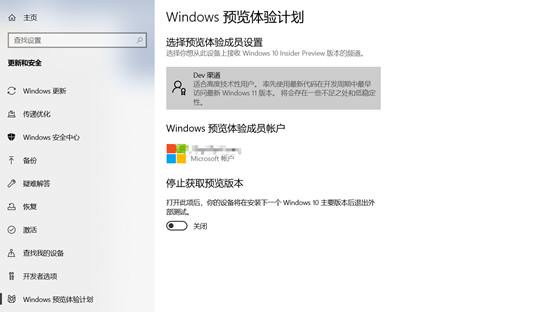 主页
Windows 预览体验计划
查找设置
选择预览体验成员设置
选择你想从此设备上接收 Windows 10 Insider Preview 版本的频道。
更新和安全
Dev 渠道
适合高度技术性用户。 率先使用最新代码在开发周期中最早
访问最新 Windows 11 版本。 将会存在一些不足之处和低稳定
性。
Windows 更新
传递优化
Windows 安全中心
Windows 预览体验成员帐户
备份
Microsoft 帐户
疑难解答
停止获取预览版本
恢复
打开此项后，你的设备将在安装下一个 Windows 10 主要版本后退出外
部测试。
激活
关闭
查找我的设备
开发者选项
Windows 预览体验计划